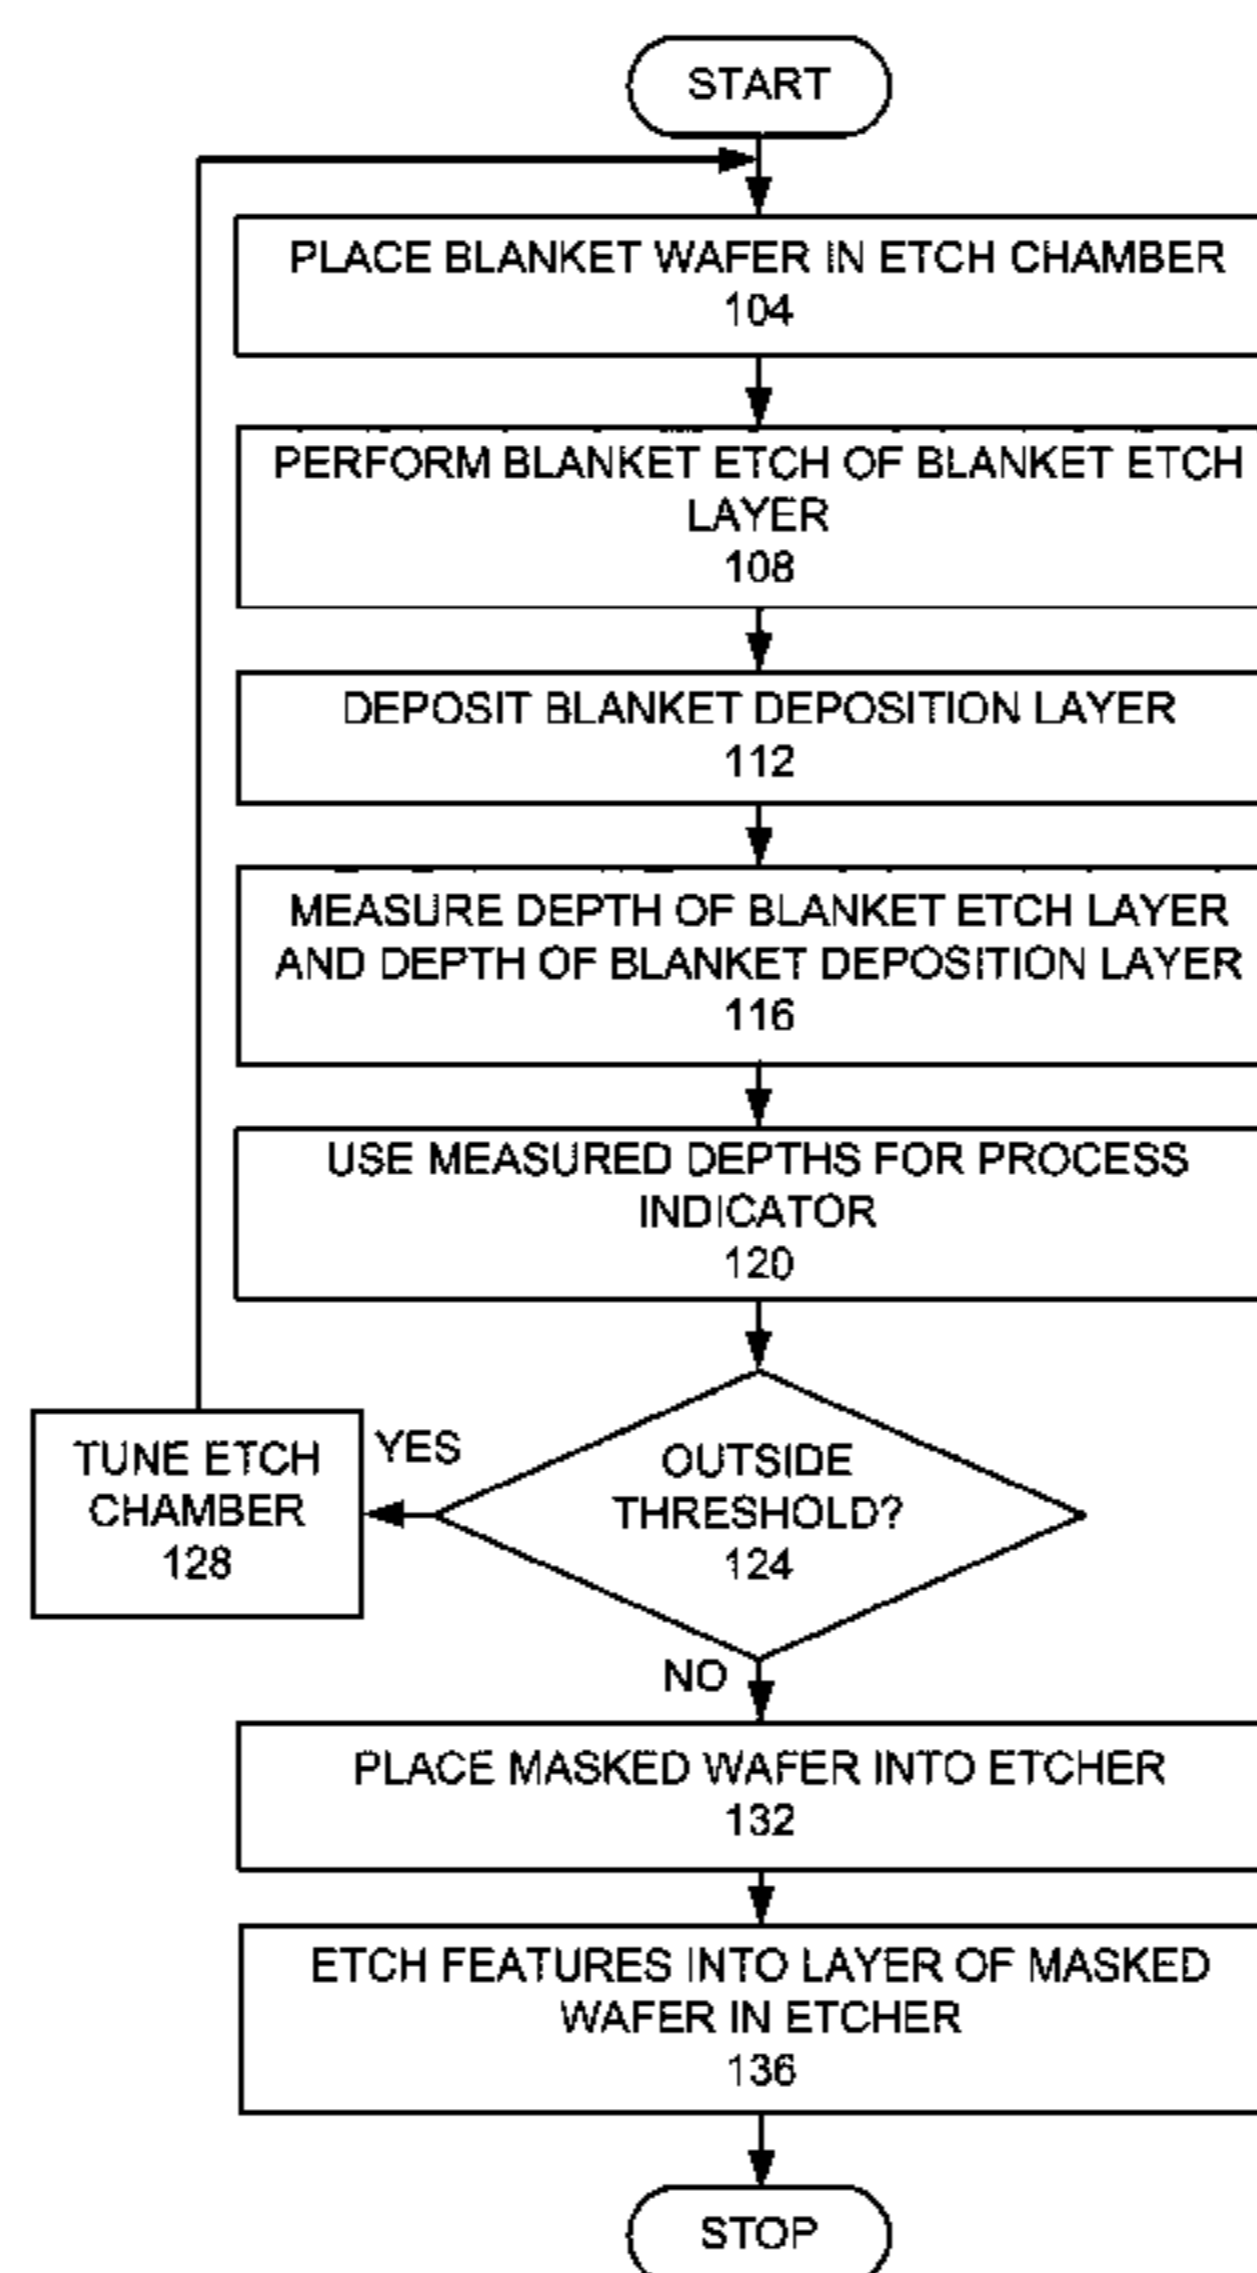 START
PLACE BLANKET WAFER IN ETCH CHAMBER
104
PERFORM BLANKET ETCH OF BLANKET ETCH
LAYER
108
DEPOSIT BLANKET DEPOSITION LAYER
112
MEASURE DEPTH OF BLANKET ETCH LAYER
AND DEPTH OF BLANKET DEPOSITION LAYER
116
USE MEASURED DEPTHS FOR PROCESS
INDICATOR
120
OUTSIDE
THRESHOLD?
124
YES
TUNE ETCH
CHAMBER
128
NO
PLACE MASKED WAFER INTO ETCHER
132
ETCH FEATURES INTO LAYER OF MASKED
WAFER IN ETCHER
136
STOP